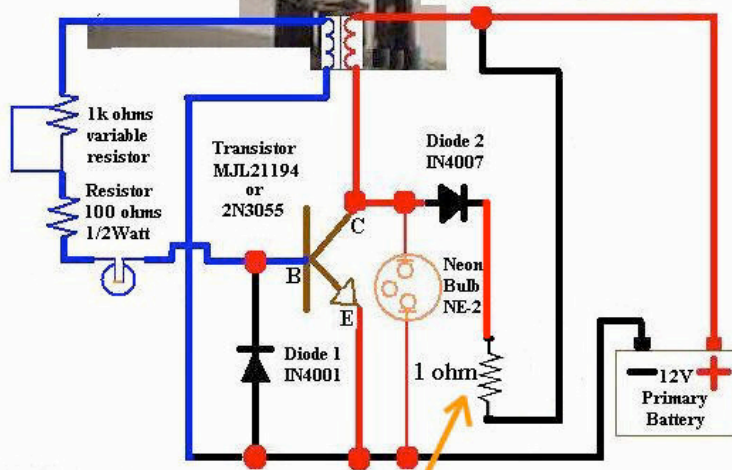 1k ohms
variable
resistor
Resistor
100 ohms
1/2Watt
Transistor
MJL21194
or
2N3055
Diode 2
IN4007
C
B
E
Neon
Bulb
NE-2
Diode 1
IN4001
1 ohm
- 12V +
Primary
Battery